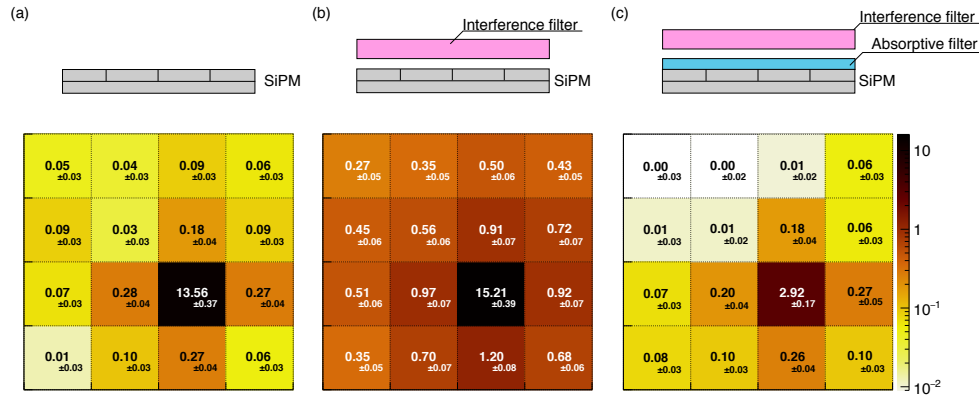 (a)
(b)
(c)
Interference filter
Interference filter
Absorptive filter
SiPM
SiPM
SiPM
0.05 ±0.03 0.04 ±0.03 0.09 ±0.03 0.06 ±0.03
0.09 ±0.03 0.03 ±0.03 0.18 ±0.04 0.09 ±0.03
0.07 ±0.03 0.28 ±0.04 13.56 ±0.37 0.27 ±0.04
0.01 ±0.03 0.10 ±0.03 0.27 ±0.04 0.06 ±0.03
0.27 ±0.05 0.35 ±0.05 0.50 ±0.06 0.43 ±0.05
0.45 ±0.06 0.56 ±0.06 0.91 ±0.07 0.72 ±0.07
0.51 ±0.06 0.97 ±0.07 15.21 ±0.39 0.92 ±0.07
0.35 ±0.05 0.70 ±0.07 1.20 ±0.08 0.68 ±0.06
0.00 ±0.03 0.00 ±0.02 0.01 ±0.02 0.06 ±0.03
0.01 ±0.03 0.01 ±0.02 0.18 ±0.04 0.06 ±0.03
0.07 ±0.03 0.20 ±0.04 2.92 ±0.17 0.27 ±0.05
0.08 ±0.03 0.10 ±0.03 0.26 ±0.04 0.10 ±0.03
10
1
10⁻¹
10⁻²